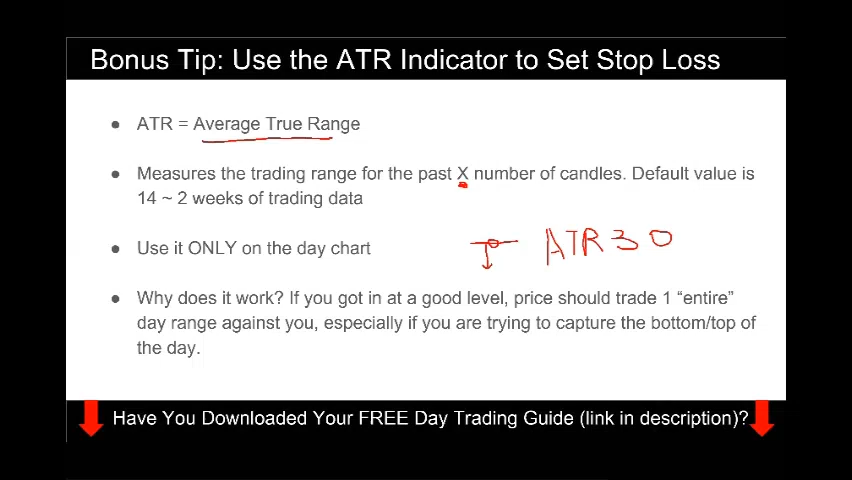 Bonus Tip: Use the ATR Indicator to Set Stop Loss
● ATR = Average True Range
● Measures the trading range for the past X number of candles. Default value is
14 ~ 2 weeks of trading data
● Use it ONLY on the day chart
ATR 30
● Why does it work? If you got in at a good level, price should trade 1 “entire”
day range against you, especially if you are trying to capture the bottom/top of
the day.
Have You Downloaded Your FREE Day Trading Guide (link in description)?